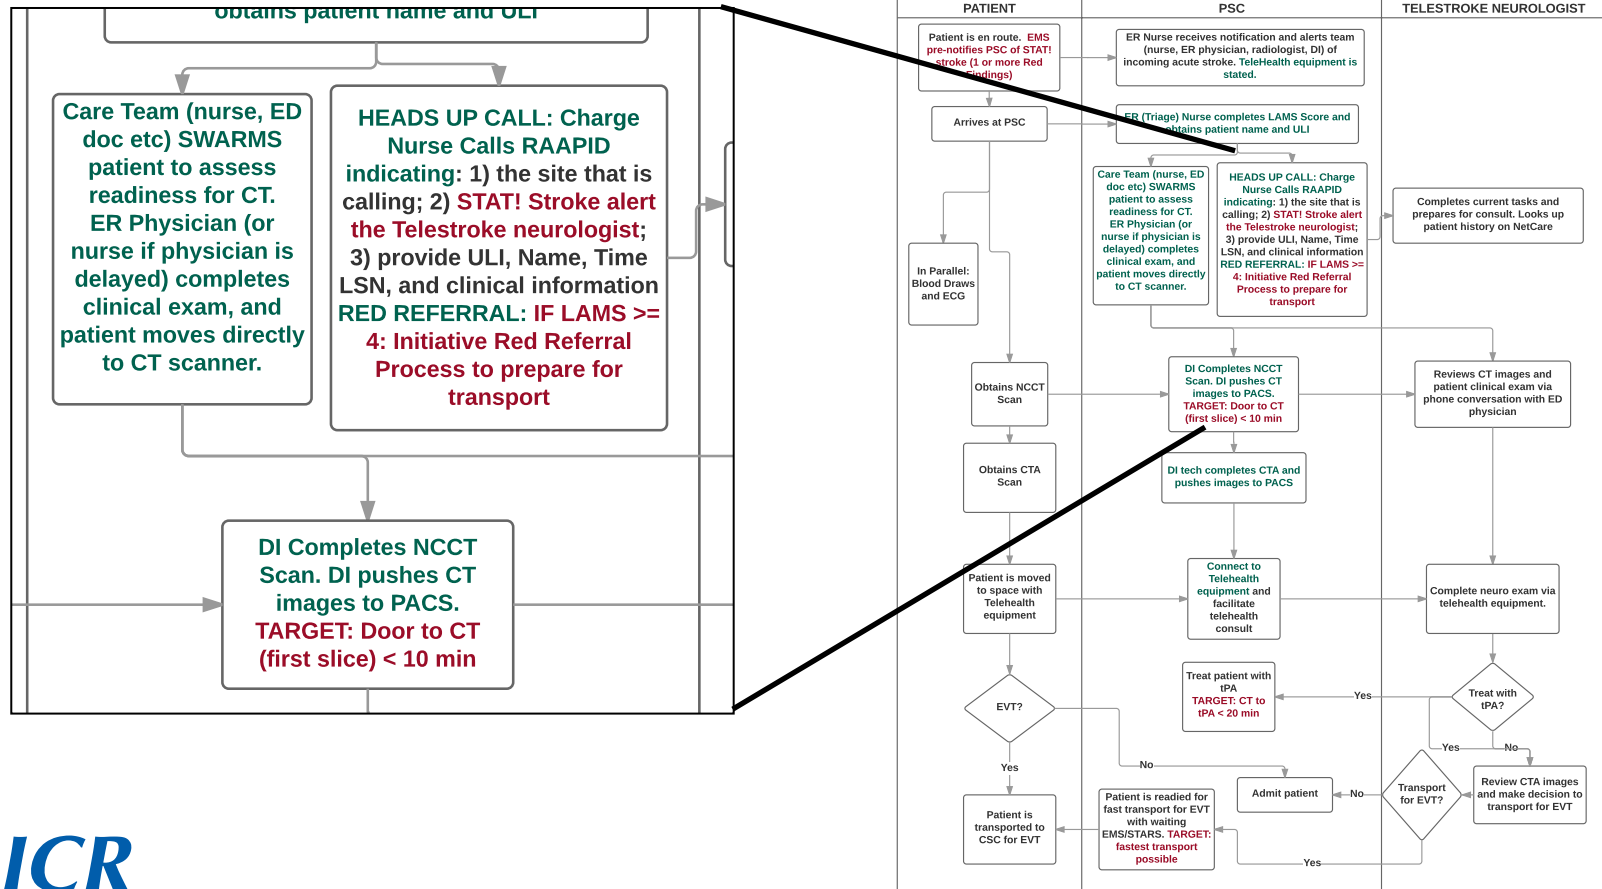 obtains patient name and ULI
Care Team (nurse, ED
doc etc) SWARMS
patient to assess
readiness for CT.
ER Physician (or
nurse if physician is
delayed) completes
clinical exam, and
patient moves directly
to CT scanner.
HEADS UP CALL: Charge
Nurse Calls RAAPID
indicating: 1) the site that is
calling; 2) STAT! Stroke alert
the Telestroke neurologist;
3) provide ULI, Name, Time
LSN, and clinical information
RED REFERRAL: IF LAMS >=
4: Initiative Red Referral
Process to prepare for
transport
DI Completes NCCT
Scan. DI pushes CT
images to PACS.
TARGET: Door to CT
(first slice) < 10 min
ICR
PATIENT
PSC
TELESTROKE NEUROLOGIST
Patient is en route. EMS
pre-notifies PSC of STAT!
stroke (1 or more Red
Findings)
ER Nurse receives notification and alerts team
(nurse, ER physician, radiologist, DI) of
incoming acute stroke. TeleHealth equipment is
stated.
Arrives at PSC
ER (Triage) Nurse completes LAMS Score and
obtains patient name and ULI
Care Team (nurse, ED
doc etc) SWARMS
patient to assess
readiness for CT.
ER Physician (or
nurse if physician is
delayed) completes
clinical exam, and
patient moves directly
to CT scanner.
HEADS UP CALL: Charge
Nurse Calls RAAPID
indicating: 1) the site that is
calling; 2) STAT! Stroke alert
the Telestroke neurologist;
3) provide ULI, Name, Time
LSN, and clinical information
RED REFERRAL: IF LAMS >=
4: Initiative Red Referral
Process to prepare for
transport
Completes current tasks and
prepares for consult. Looks up
patient history on NetCare
In Parallel:
Blood Draws
and ECG
Obtains NCCT
Scan
DI Completes NCCT
Scan. DI pushes CT
images to PACS.
TARGET: Door to CT
(first slice) < 10 min
Reviews CT images and
patient clinical exam via
phone conversation with ED
physician
Obtains CTA
Scan
DI tech completes CTA and
pushes images to PACS
Patient is moved
to space with
Telehealth
equipment
Connect to
Telehealth
equipment and
facilitate
telehealth
consult
Complete neuro exam via
telehealth equipment.
EVT?
Treat patient with
tPA
TARGET: CT to
tPA < 20 min
Yes
Treat with
tPA?
Yes
No
Yes
No
Admit patient
No
Transport
for EVT?
Review CTA images
and make decision to
transport for EVT
Patient is
transported to
CSC for EVT
Patient is readied for
fast transport for EVT
with waiting
EMS/STARS. TARGET:
fastest transport
possible
Yes